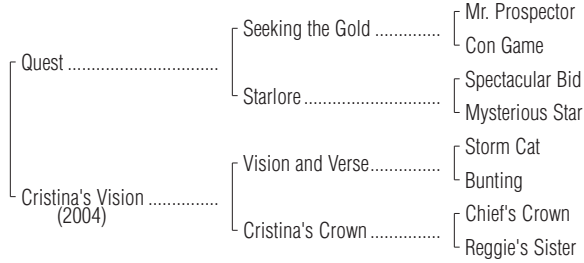 Mr. Prospector
Seeking the Gold ..............
Con Game
Quest ................................
Spectacular Bid
Starlore .............................
Mysterious Star
Storm Cat
Vision and Verse...............
Bunting
Cristina's Vision ...............
(2004)
Chief's Crown
Cristina's Crown ...............
Reggie's Sister